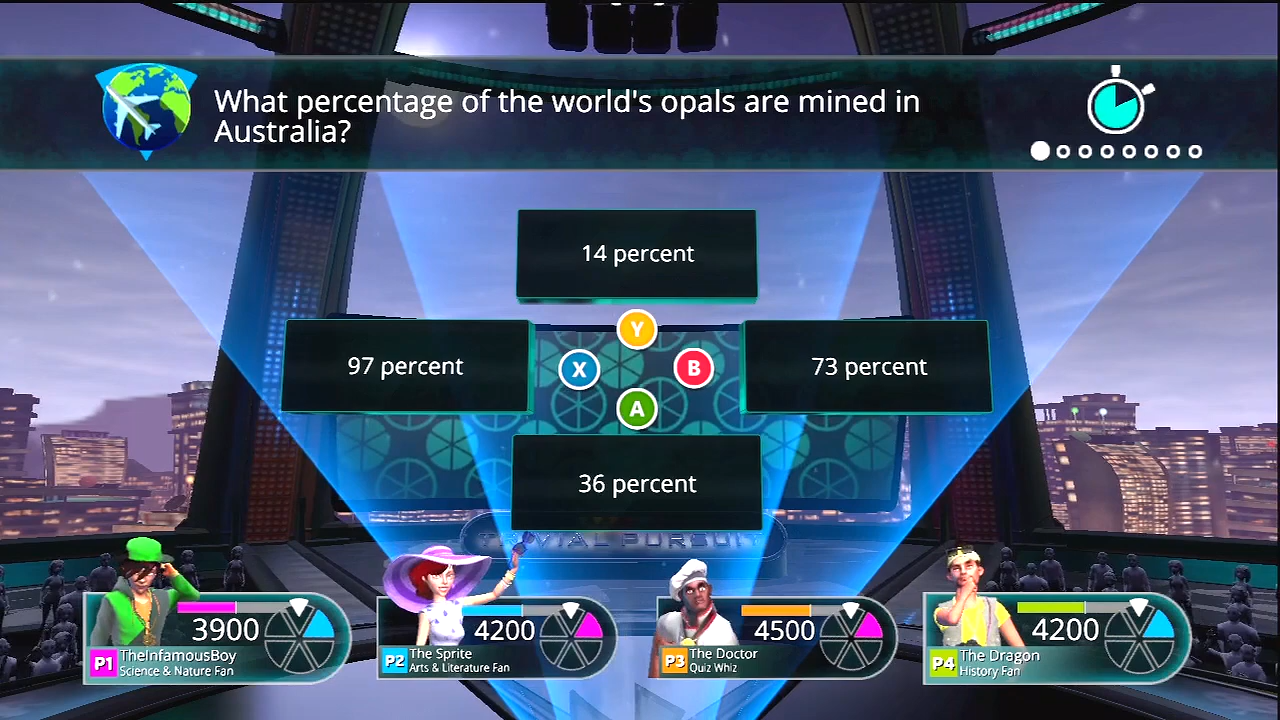 What percentage of the world's opals are mined in
Australia?
14 percent
Y
97 percent
X
B
73 percent
A
36 percent
TRIVIAL PURSUIT
3900
P1
TheInfamousBoy
Science & Nature Fan
4200
P2
The Sprite
Arts & Literature Fan
4500
P3
The Doctor
Quiz Whiz
4200
P4
The Dragon
History Fan